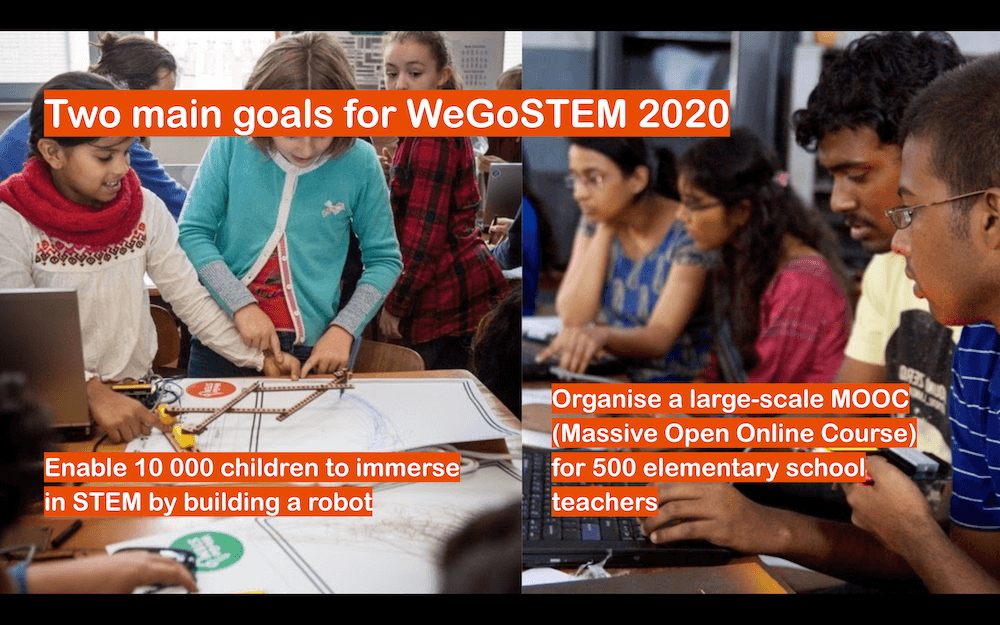 Two main goals for WeGoSTEM 2020
Organise a large-scale MOOC
(Massive Open Online Course)
for 500 elementary school
teachers
Enable 10 000 children to immerse
in STEM by building a robot